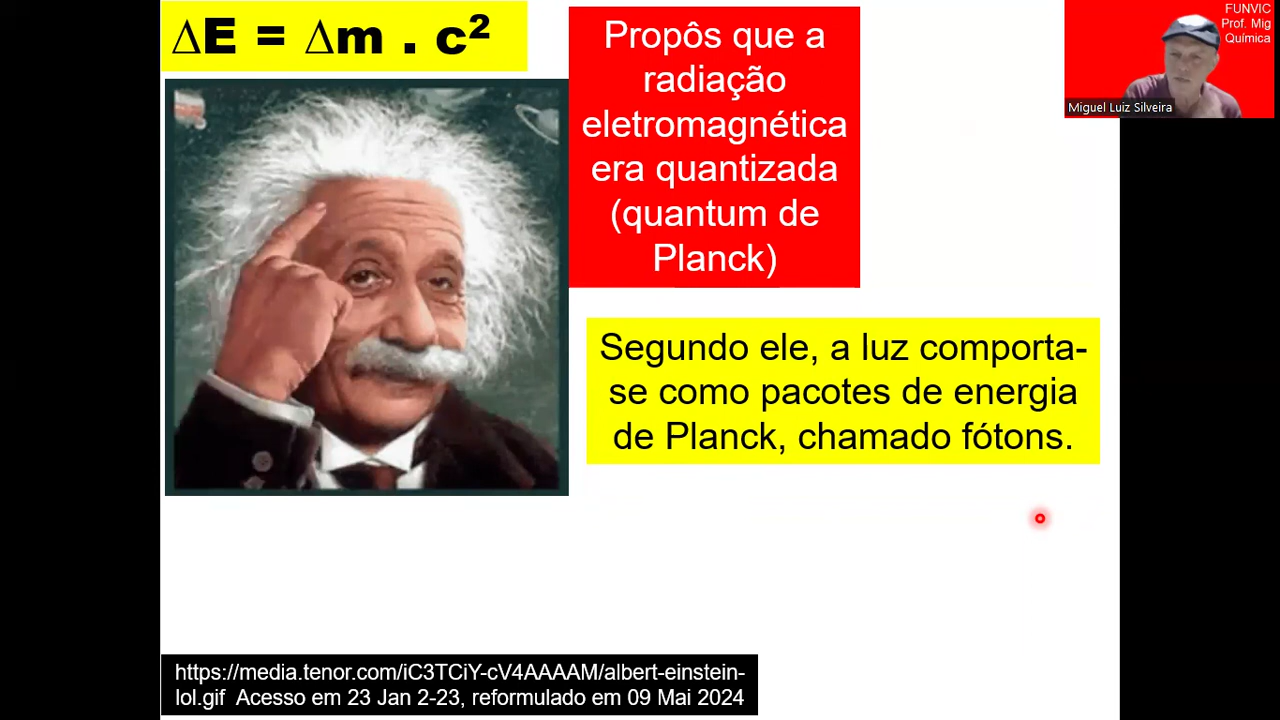 ∆E = ∆m . c²
Propôs que a
radiação
eletromagnética
era quantizada
(quantum de
Planck)
FUNVIC
Prof. Mig
Química
Miguel Luiz Silveira
Segundo ele, a luz comporta-
se como pacotes de energia
de Planck, chamado fótons.
https://media.tenor.com/iC3TCiY-cV4AAAAM/albert-einstein-
lol.gif  Acesso em 23 Jan 2-23, reformulado em 09 Mai 2024